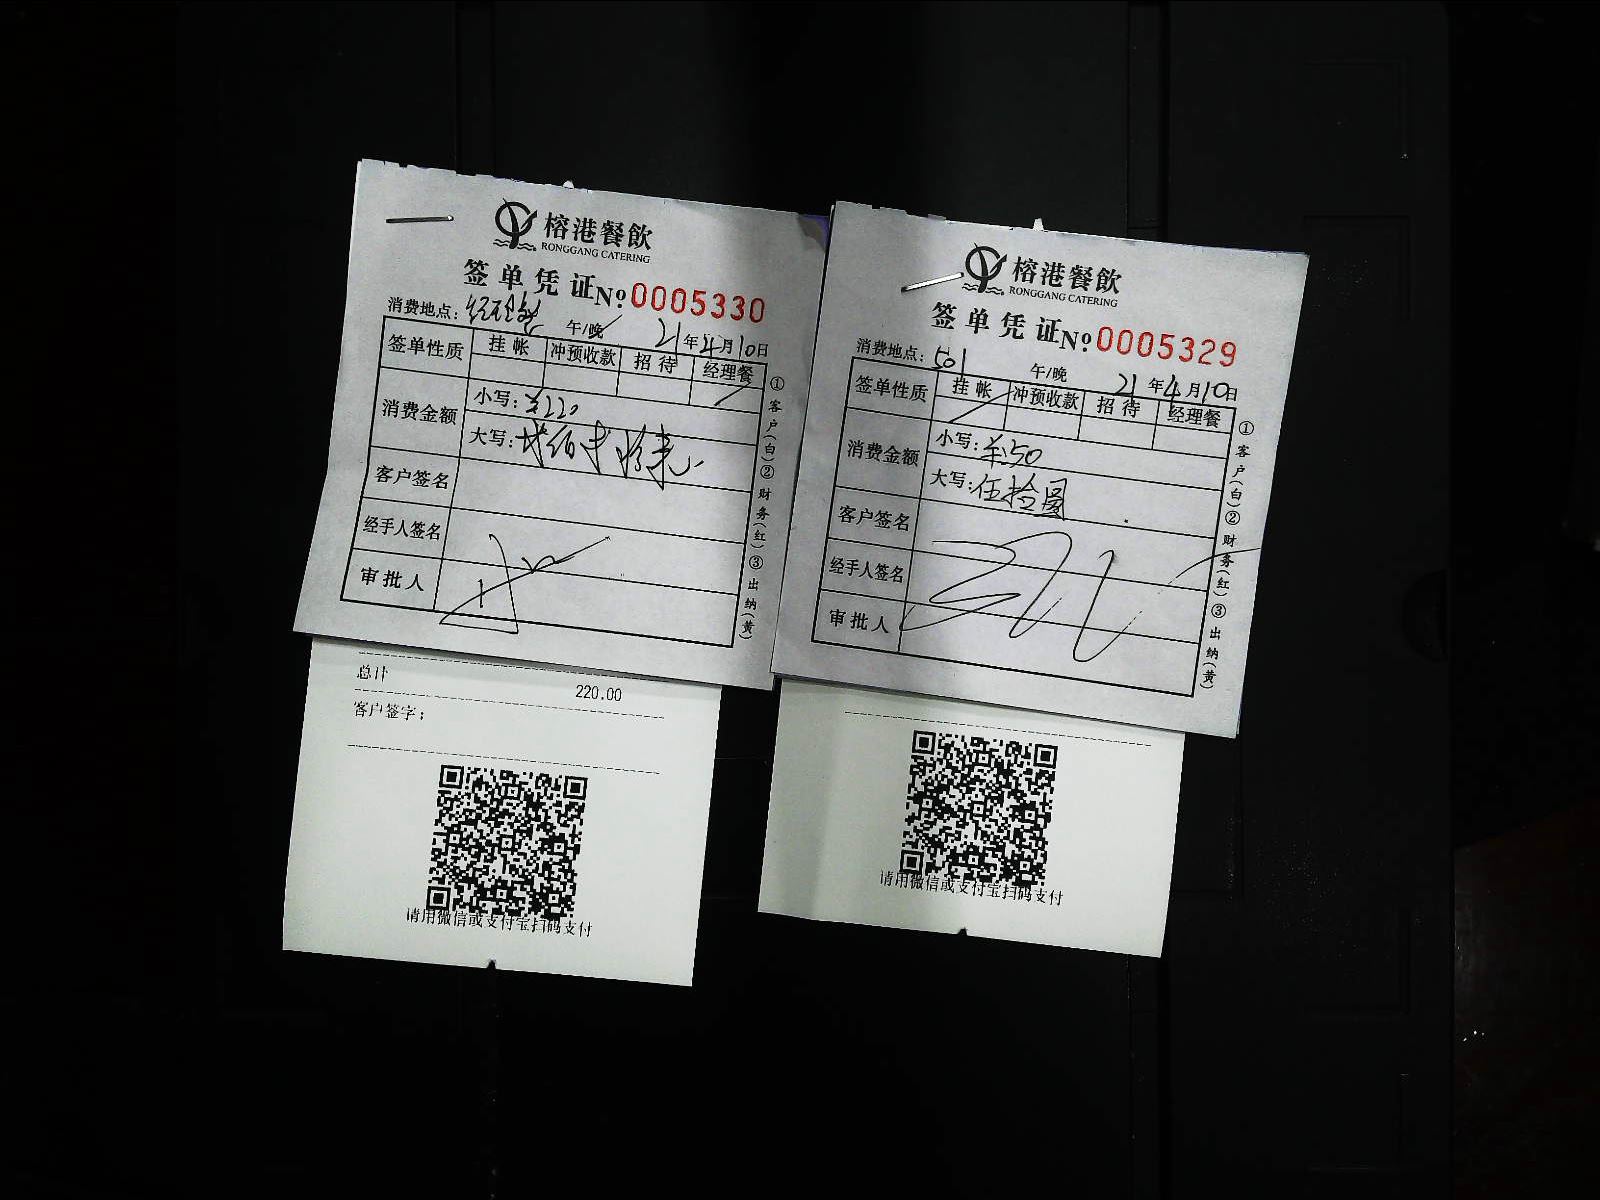 榕港餐飲
RONGGANG CATERING
签单凭证№0005330
消费地点：经理餐 午/晚 21年4月10日
签单性质 挂帐 冲预收款 招待 经理餐
消费金额 小写：¥220
大写：贰佰贰拾元
客户签名
经手人签名
审批人
①客户(白)②财务(红)③出纳(黄)
总计 220.00
客户签字：
请用微信或支付宝扫码支付
榕港餐飲
RONGGANG CATERING
签单凭证№0005329
消费地点：501 午/晚 21年4月10日
签单性质 挂帐 冲预收款 招待 经理餐
消费金额 小写：¥50
大写：伍拾圆
客户签名
经手人签名
审批人
①客户(白)②财务(红)③出纳(黄)
请用微信或支付宝扫码支付